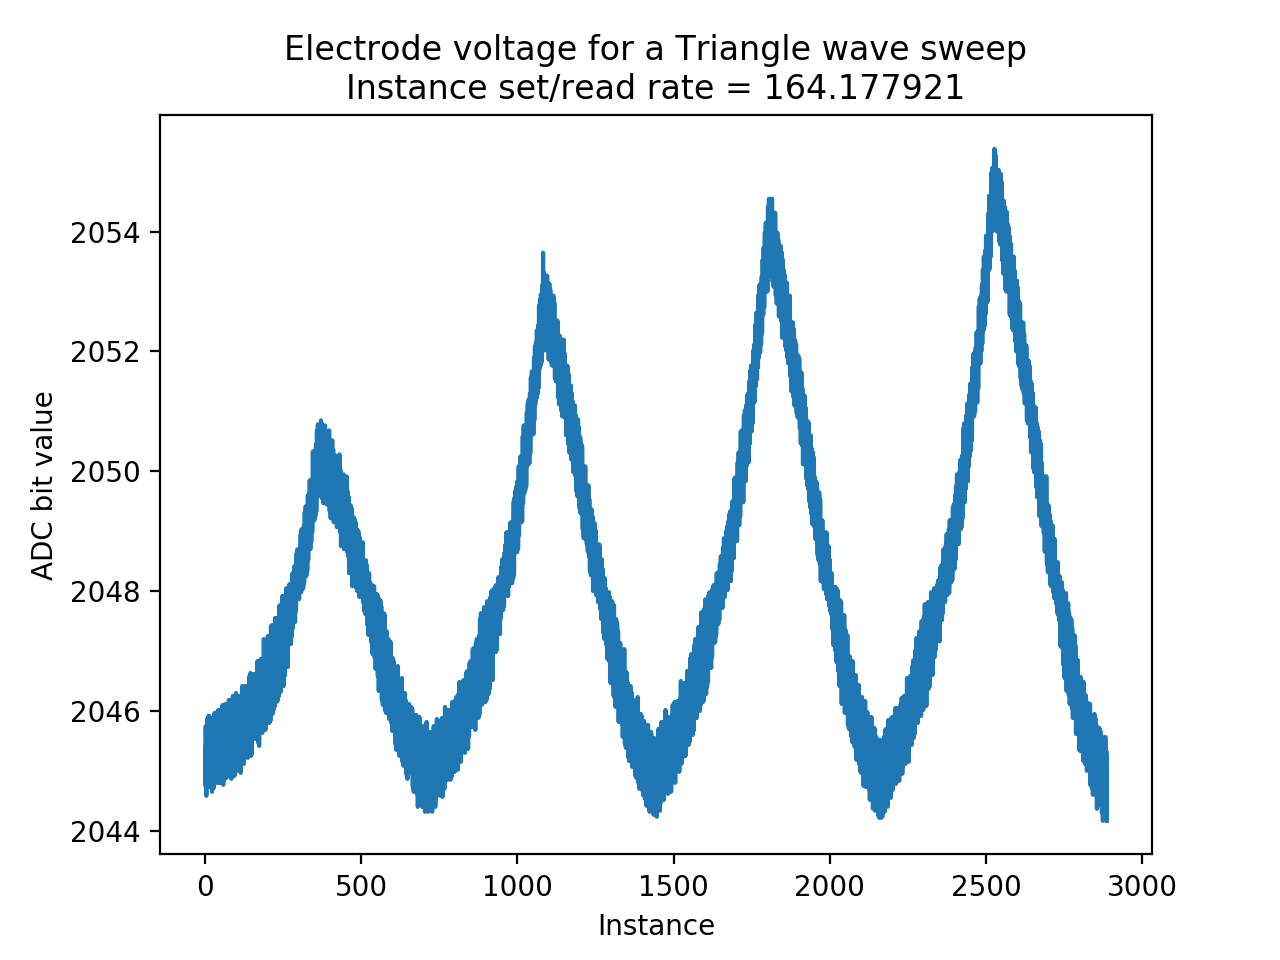 Electrode voltage for a Triangle wave sweep
Instance set/read rate = 164.177921
ADC bit value
2054
2052
2050
2048
2046
2044
0 500 1000 1500 2000 2500 3000
Instance